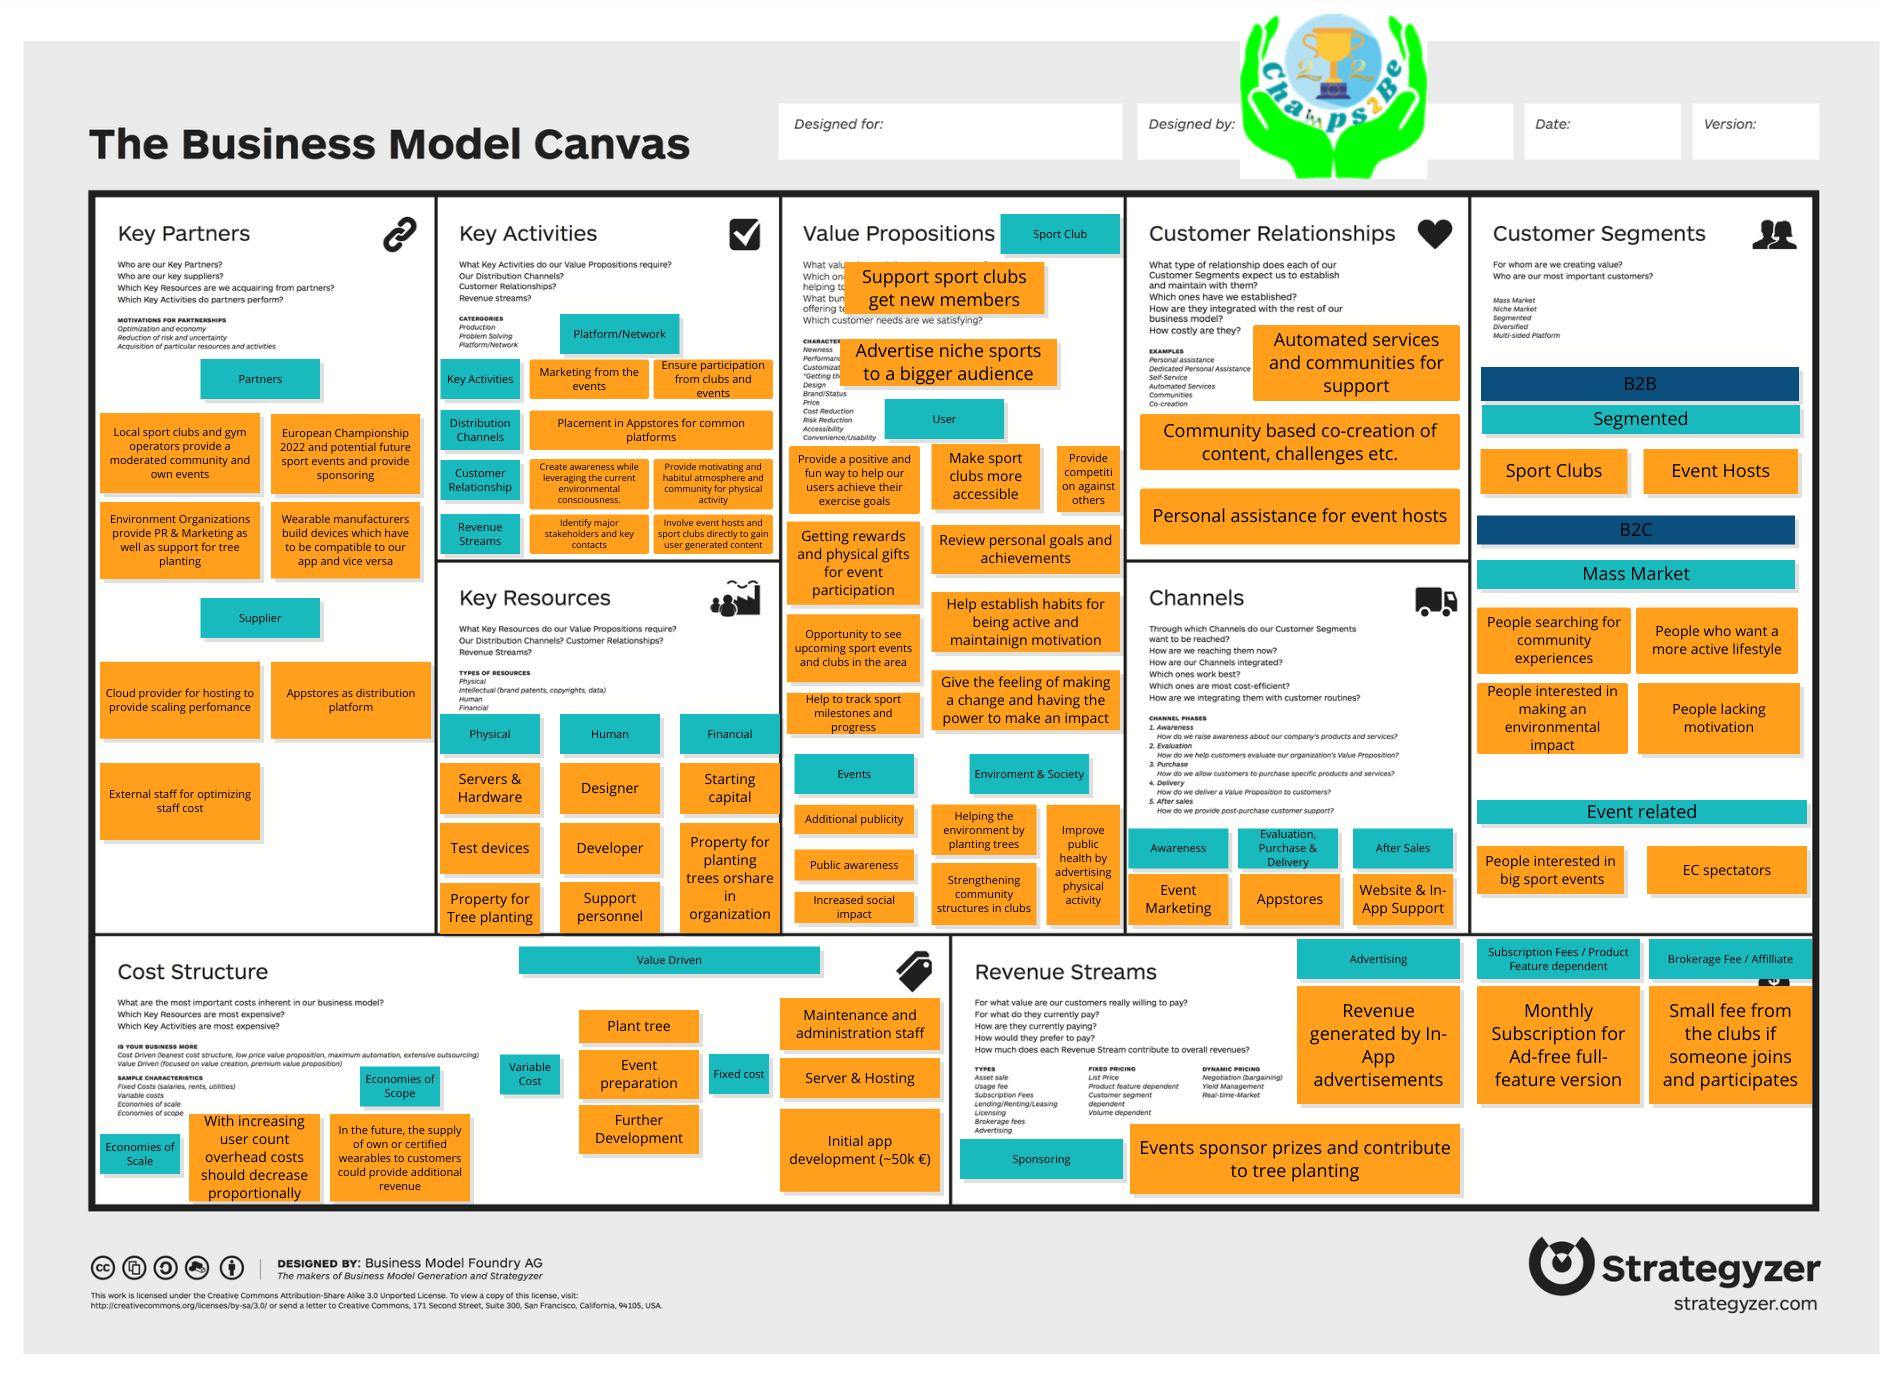 Champs2Be
The Business Model Canvas
Designed for:
Designed by:
Date:
Version:
Key Partners
Who are our Key Partners?
Who are our key suppliers?
Which Key Resources are we acquairing from partners?
Which Key Activities do partners perform?
MOTIVATIONS FOR PARTNERSHIPS
Optimization and economy
Reduction of risk and uncertainty
Acquisition of particular resources and activities
Partners
Local sport clubs and gym
operators provide a
moderated community and
own events
European Championship
2022 and potential future
sport events and provide
sponsoring
Environment Organizations
provide PR & Marketing as
well as support for tree
planting
Wearable manufacturers
build devices which have
to be compatible to our
app and vice versa
Supplier
Cloud provider for hosting to
provide scaling perfomance
Appstores as distribution
platform
External staff for optimizing
staff cost
Key Activities
What Key Activities do our Value Propositions require?
Our Distribution Channels?
Customer Relationships?
Revenue streams?
CATERGORIES
Production
Problem Solving
Platform/Network
Platform/Network
Key Activities
Marketing from the
events
Ensure participation
from clubs and
events
Distribution
Channels
Placement in Appstores for common
platforms
Customer
Relationship
Create awareness while
leveraging the current
environmental
consciousness.
Provide motivating and
habitul atmosphere and
community for physical
activity
Revenue
Streams
Identify major
stakeholders and key
contacts
Involve event hosts and
sport clubs directly to gain
user generated content
Key Resources
What Key Resources do our Value Propositions require?
Our Distribution Channels? Customer Relationships?
Revenue Streams?
TYPES OF RESOURCES
Physical
Intellectual (brand patents, copyrights, data)
Human
Financial
Physical
Human
Financial
Servers &
Hardware
Designer
Starting
capital
Test devices
Developer
Property for
planting
trees orshare
in
organization
Property for
Tree planting
Support
personnel
Value Propositions
Sport Club
What valu
Which on
helping to
What bun
offering to
Which customer needs are we satisfying?
Support sport clubs
get new members
CHARACTE
Newness
Performan
Customizat
"Getting th
Design
Brand/Status
Price
Cost Reduction
Risk Reduction
Accessibility
Convenience/Usability
Advertise niche sports
to a bigger audience
User
Provide a positive and
fun way to help our
users achieve their
exercise goals
Make sport
clubs more
accessible
Provide
competiti
on against
others
Getting rewards
and physical gifts
for event
participation
Review personal goals and
achievements
Opportunity to see
upcoming sport events
and clubs in the area
Help establish habits for
being active and
maintainign motivation
Help to track sport
milestones and
progress
Give the feeling of making
a change and having the
power to make an impact
Events
Enviroment & Society
Additional publicity
Public awareness
Increased social
impact
Helping the
environment by
planting trees
Strengthening
community
structures in clubs
Improve
public
health by
advertising
physical
activity
Customer Relationships
What type of relationship does each of our
Customer Segments expect us to establish
and maintain with them?
Which ones have we established?
How are they integrated with the rest of our
business model?
How costly are they?
EXAMPLES
Personal assistance
Dedicated Personal Assistance
Self-Service
Automated Services
Communities
Co-creation
Automated services
and communities for
support
Community based co-creation of
content, challenges etc.
Personal assistance for event hosts
Channels
Through which Channels do our Customer Segments
want to be reached?
How are we reaching them now?
How are our Channels integrated?
Which ones work best?
Which ones are most cost-efficient?
How are we integrating them with customer routines?
CHANNEL PHASES
1. Awareness
How do we raise awareness about our company's products and services?
2. Evaluation
How do we help customers evaluate our organization's Value Proposition?
3. Purchase
How do we allow customers to purchase specific products and services?
4. Delivery
How do we deliver a Value Proposition to customers?
5. After sales
How do we provide post-purchase customer support?
Awareness
Evaluation,
Purchase &
Delivery
After Sales
Event
Marketing
Appstores
Website & In-
App Support
Customer Segments
For whom are we creating value?
Who are our most important customers?
Mass Market
Niche Market
Segmented
Diversified
Multi-sided Platform
B2B
Segmented
Sport Clubs
Event Hosts
B2C
Mass Market
People searching for
community
experiences
People who want a
more active lifestyle
People interested in
making an
environmental
impact
People lacking
motivation
Event related
People interested in
big sport events
EC spectators
Cost Structure
What are the most important costs inherent in our business model?
Which Key Resources are most expensive?
Which Key Activities are most expensive?
IS YOUR BUSINESS MORE
Cost Driven (leanest cost structure, low price value proposition, maximum automation, extensive outsourcing)
Value Driven (focused on value creation, premium value proposition)
SAMPLE CHARACTERISTICS
Fixed Costs (salaries, rents, utilities)
Variable costs
Economies of scale
Economies of scope
Value Driven
Economies of
Scale
With increasing
user count
overhead costs
should decrease
proportionally
Economies of
Scope
In the future, the supply
of own or certified
wearables to customers
could provide additional
revenue
Variable
Cost
Plant tree
Event
preparation
Further
Development
Fixed cost
Maintenance and
administration staff
Server & Hosting
Initial app
development (~50k €)
Revenue Streams
For what value are our customers really willing to pay?
For what do they currently pay?
How are they currently paying?
How would they prefer to pay?
How much does each Revenue Stream contribute to overall revenues?
TYPES
Asset sale
Usage fee
Subscription Fees
Lending/Renting/Leasing
Licensing
Brokerage fees
Advertising
FIXED PRICING
List Price
Product feature dependent
Customer segment
dependent
Volume dependent
DYNAMIC PRICING
Negotiation (bargaining)
Yield Management
Real-time-Market
Advertising
Revenue
generated by In-
App
advertisements
Subscription Fees / Product
Feature dependent
Monthly
Subscription for
Ad-free full-
feature version
Brokerage Fee / Affilliate
Small fee from
the clubs if
someone joins
and participates
Sponsoring
Events sponsor prizes and contribute
to tree planting
DESIGNED BY: Business Model Foundry AG
The makers of Business Model Generation and Strategyzer
This work is licensed under the Creative Commons Attribution-Share Alike 3.0 Unported License. To view a copy of this license, visit:
http://creativecommons.org/licenses/by-sa/3.0/ or send a letter to Creative Commons, 171 Second Street, Suite 300, San Francisco, California, 94105, USA.
Strategyzer
strategyzer.com